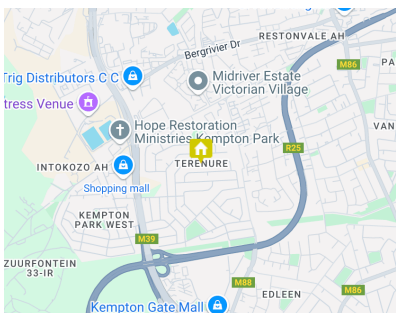 RESTONVALE AH
Bergrivier Dr
M86
Trig Distributors C C
Midriver Estate
Victorian Village
tress Venue
Hope Restoration
Ministries Kempton Park
VAN
R25
TERENURE
INTOKOZO AH
Shopping mall
KEMPTON
PARK WEST
M39
ZUURFONTEIN
33-IR
M88
M86
EDLEEN
Kempton Gate Mall